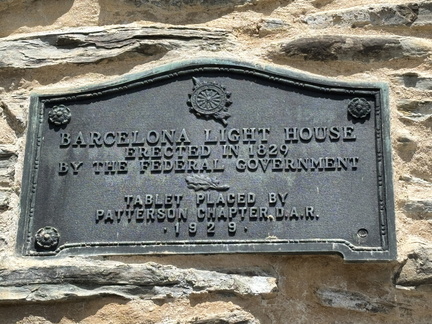 BARCELONA LIGHT HOUSE
ERECTED IN 1829
BY THE FEDERAL GOVERNMENT
TABLET PLACED BY
PATTERSON CHAPTER, D.A.R.
· 1929 ·